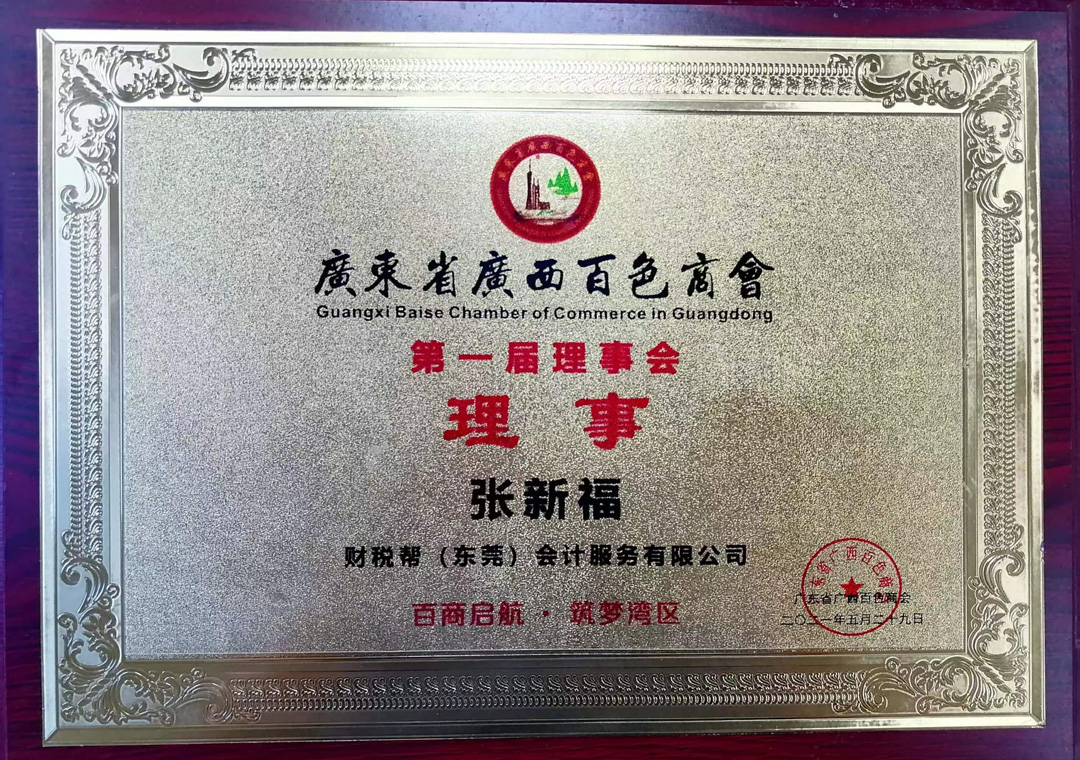 廣東省廣西百色商會
Guangxi Baise Chamber of Commerce in Guangdong
第一届理事会
理 事
张新福
财税帮（东莞）会计服务有限公司
百商启航·筑梦湾区
广东省广西百色商会
二〇二一年五月二十九日